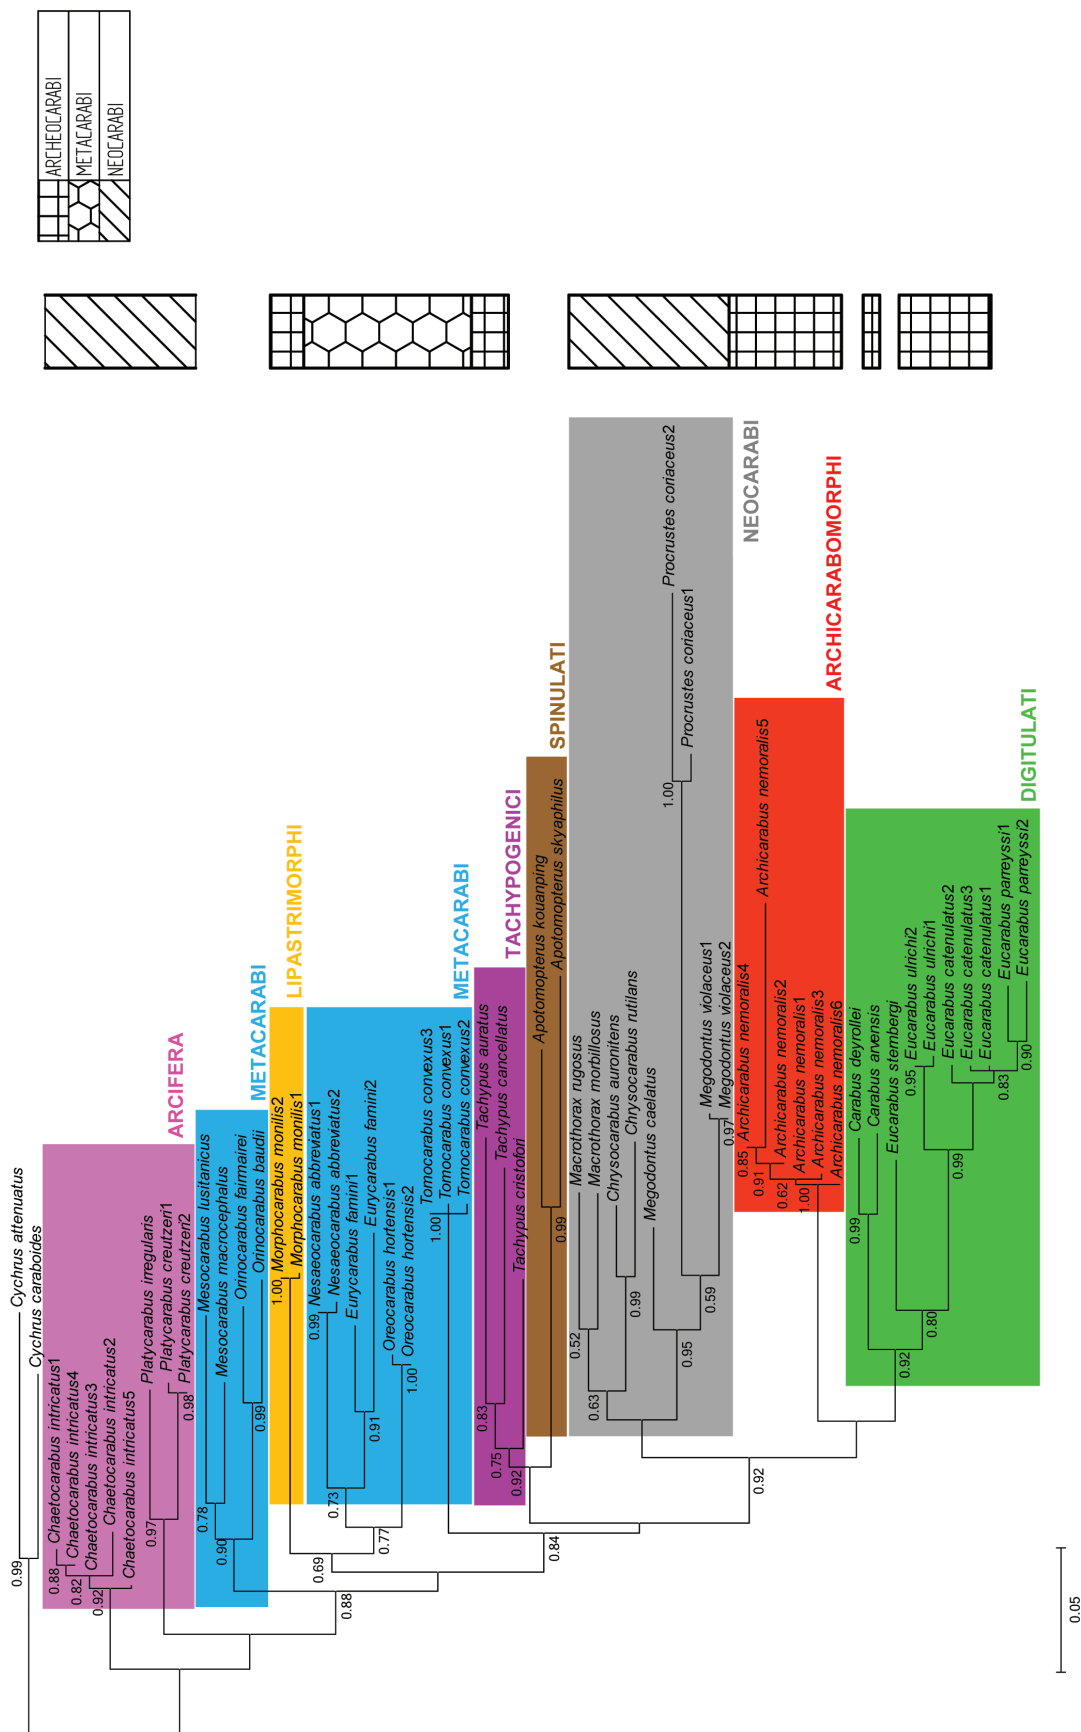 ARCHEOCARABI
METACARABI
NEOCARABI
Cychrus attenuatus
Cychrus caraboides
0.99
Chaetocarabus intricatus1
Chaetocarabus intricatus4
Chaetocarabus intricatus3
Chaetocarabus intricatus2
Chaetocarabus intricatus5
0.88
0.82
0.92
Platycarabus irregularis
Platycarabus creutzeri1
Platycarabus creutzeri2
0.97
0.98
ARCIFERA
Mesocarabus lusitanicus
Mesocarabus macrocephalus
Orinocarabus fairmairei
Orinocarabus baudii
0.78
0.90
0.99
METACARABI
Morphocarabus monilis2
Morphocarabus monilis1
1.00
LIPASTRIMORPHI
Nesaeocarabus abbreviatus1
Nesaeocarabus abbreviatus2
Eurycarabus famini1
Eurycarabus famini2
Oreocarabus hortensis1
Oreocarabus hortensis2
0.99
0.73
0.91
1.00
0.77
0.69
0.88
Tomocarabus convexus3
Tomocarabus convexus1
Tomocarabus convexus2
1.00
METACARABI
0.84
Tachypus auratus
Tachypus cancellatus
Tachypus cristofori
0.83
0.75
0.92
TACHYPOGENICI
Apotomopterus kouanping
Apotomopterus skyaphilus
0.99
SPINULATI
Macrothorax rugosus
Macrothorax morbillosus
Chrysocarabus auronitens
Chrysocarabus rutilans
Megodontus caelatus
Procrustes coriaceus2
Procrustes coriaceus1
Megodontus violaceus1
Megodontus violaceus2
0.52
0.63
0.99
0.95
1.00
0.59
0.97
NEOCARABI
0.92
Archicarabus nemoralis4
Archicarabus nemoralis5
Archicarabus nemoralis2
Archicarabus nemoralis1
Archicarabus nemoralis3
Archicarabus nemoralis6
0.85
0.91
0.62
1.00
ARCHICARABOMORPHI
Carabus deyrollei
Carabus arvensis
Eucarabus sternbergi
Eucarabus ulrichi2
Eucarabus ulrichi1
Eucarabus catenulatus2
Eucarabus catenulatus3
Eucarabus catenulatus1
Eucarabus parreyssi1
Eucarabus parreyssi2
0.99
0.92
0.80
0.95
0.99
0.83
0.90
DIGITULATI
0.05